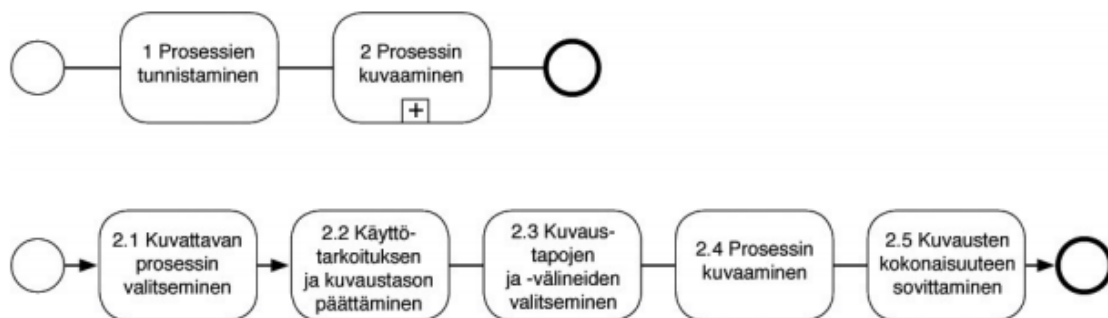 1 Prosessien
tunnistaminen
2 Prosessin
kuvaaminen
2.1 Kuvattavan
prosessin
valitseminen
2.2 Käyttö-
tarkoituksen
ja kuvaustason
päättäminen
2.3 Kuvaus-
tapojen
ja -välineiden
valitseminen
2.4 Prosessin
kuvaaminen
2.5 Kuvausten
kokonaisuuteen
sovittaminen